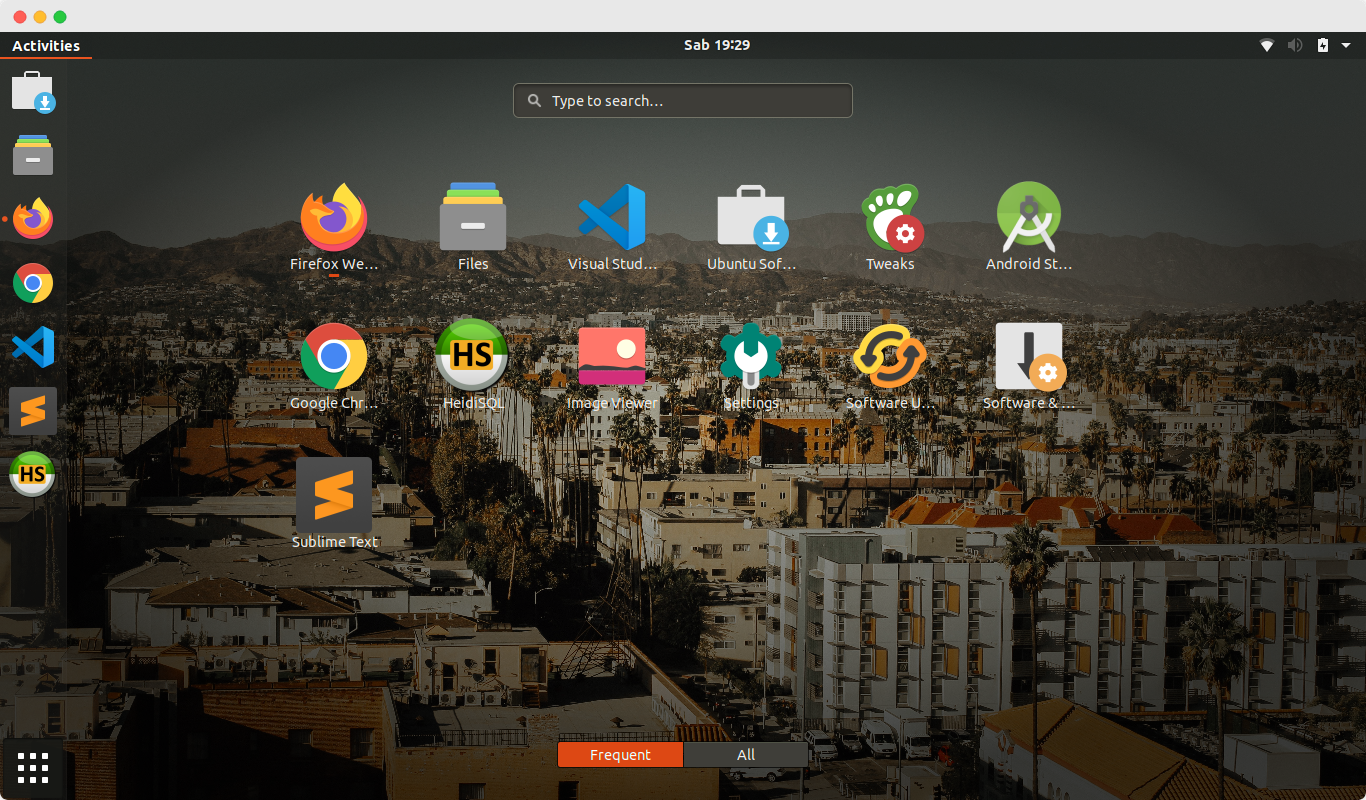 Activities
Sab 19:29
Type to search...
Firefox We...
Files
Visual Stud...
Ubuntu Sof...
Tweaks
Android St...
HS
Google Chr...
HeidiSQL
Image Viewer
Settings
Software U...
Software & ...
HS
Sublime Text
Frequent
All